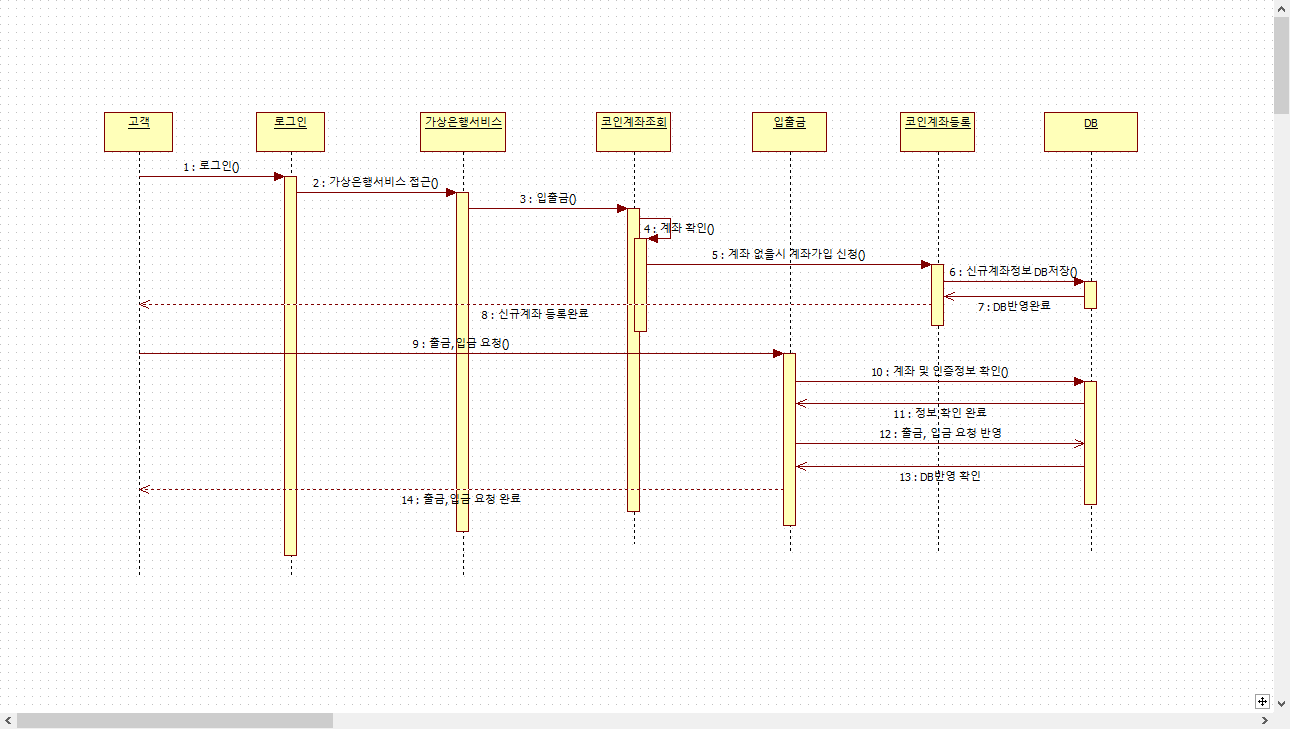 고객
로그인
가상은행서비스
코인계좌조회
입출금
코인계좌등록
DB
1 : 로그인()
2 : 가상은행서비스 접근()
3 : 입출금()
4 : 계좌 확인()
5 : 계좌 없을시 계좌가입 신청()
6 : 신규계좌정보 DB저장()
7 : DB반영완료
8 : 신규계좌 등록완료
9 : 출금,입금 요청()
10 : 계좌 및 인증정보 확인()
11 : 정보 확인 완료
12 : 출금, 입금 요청 반영
13 : DB반영 확인
14 : 출금,입금 요청 완료